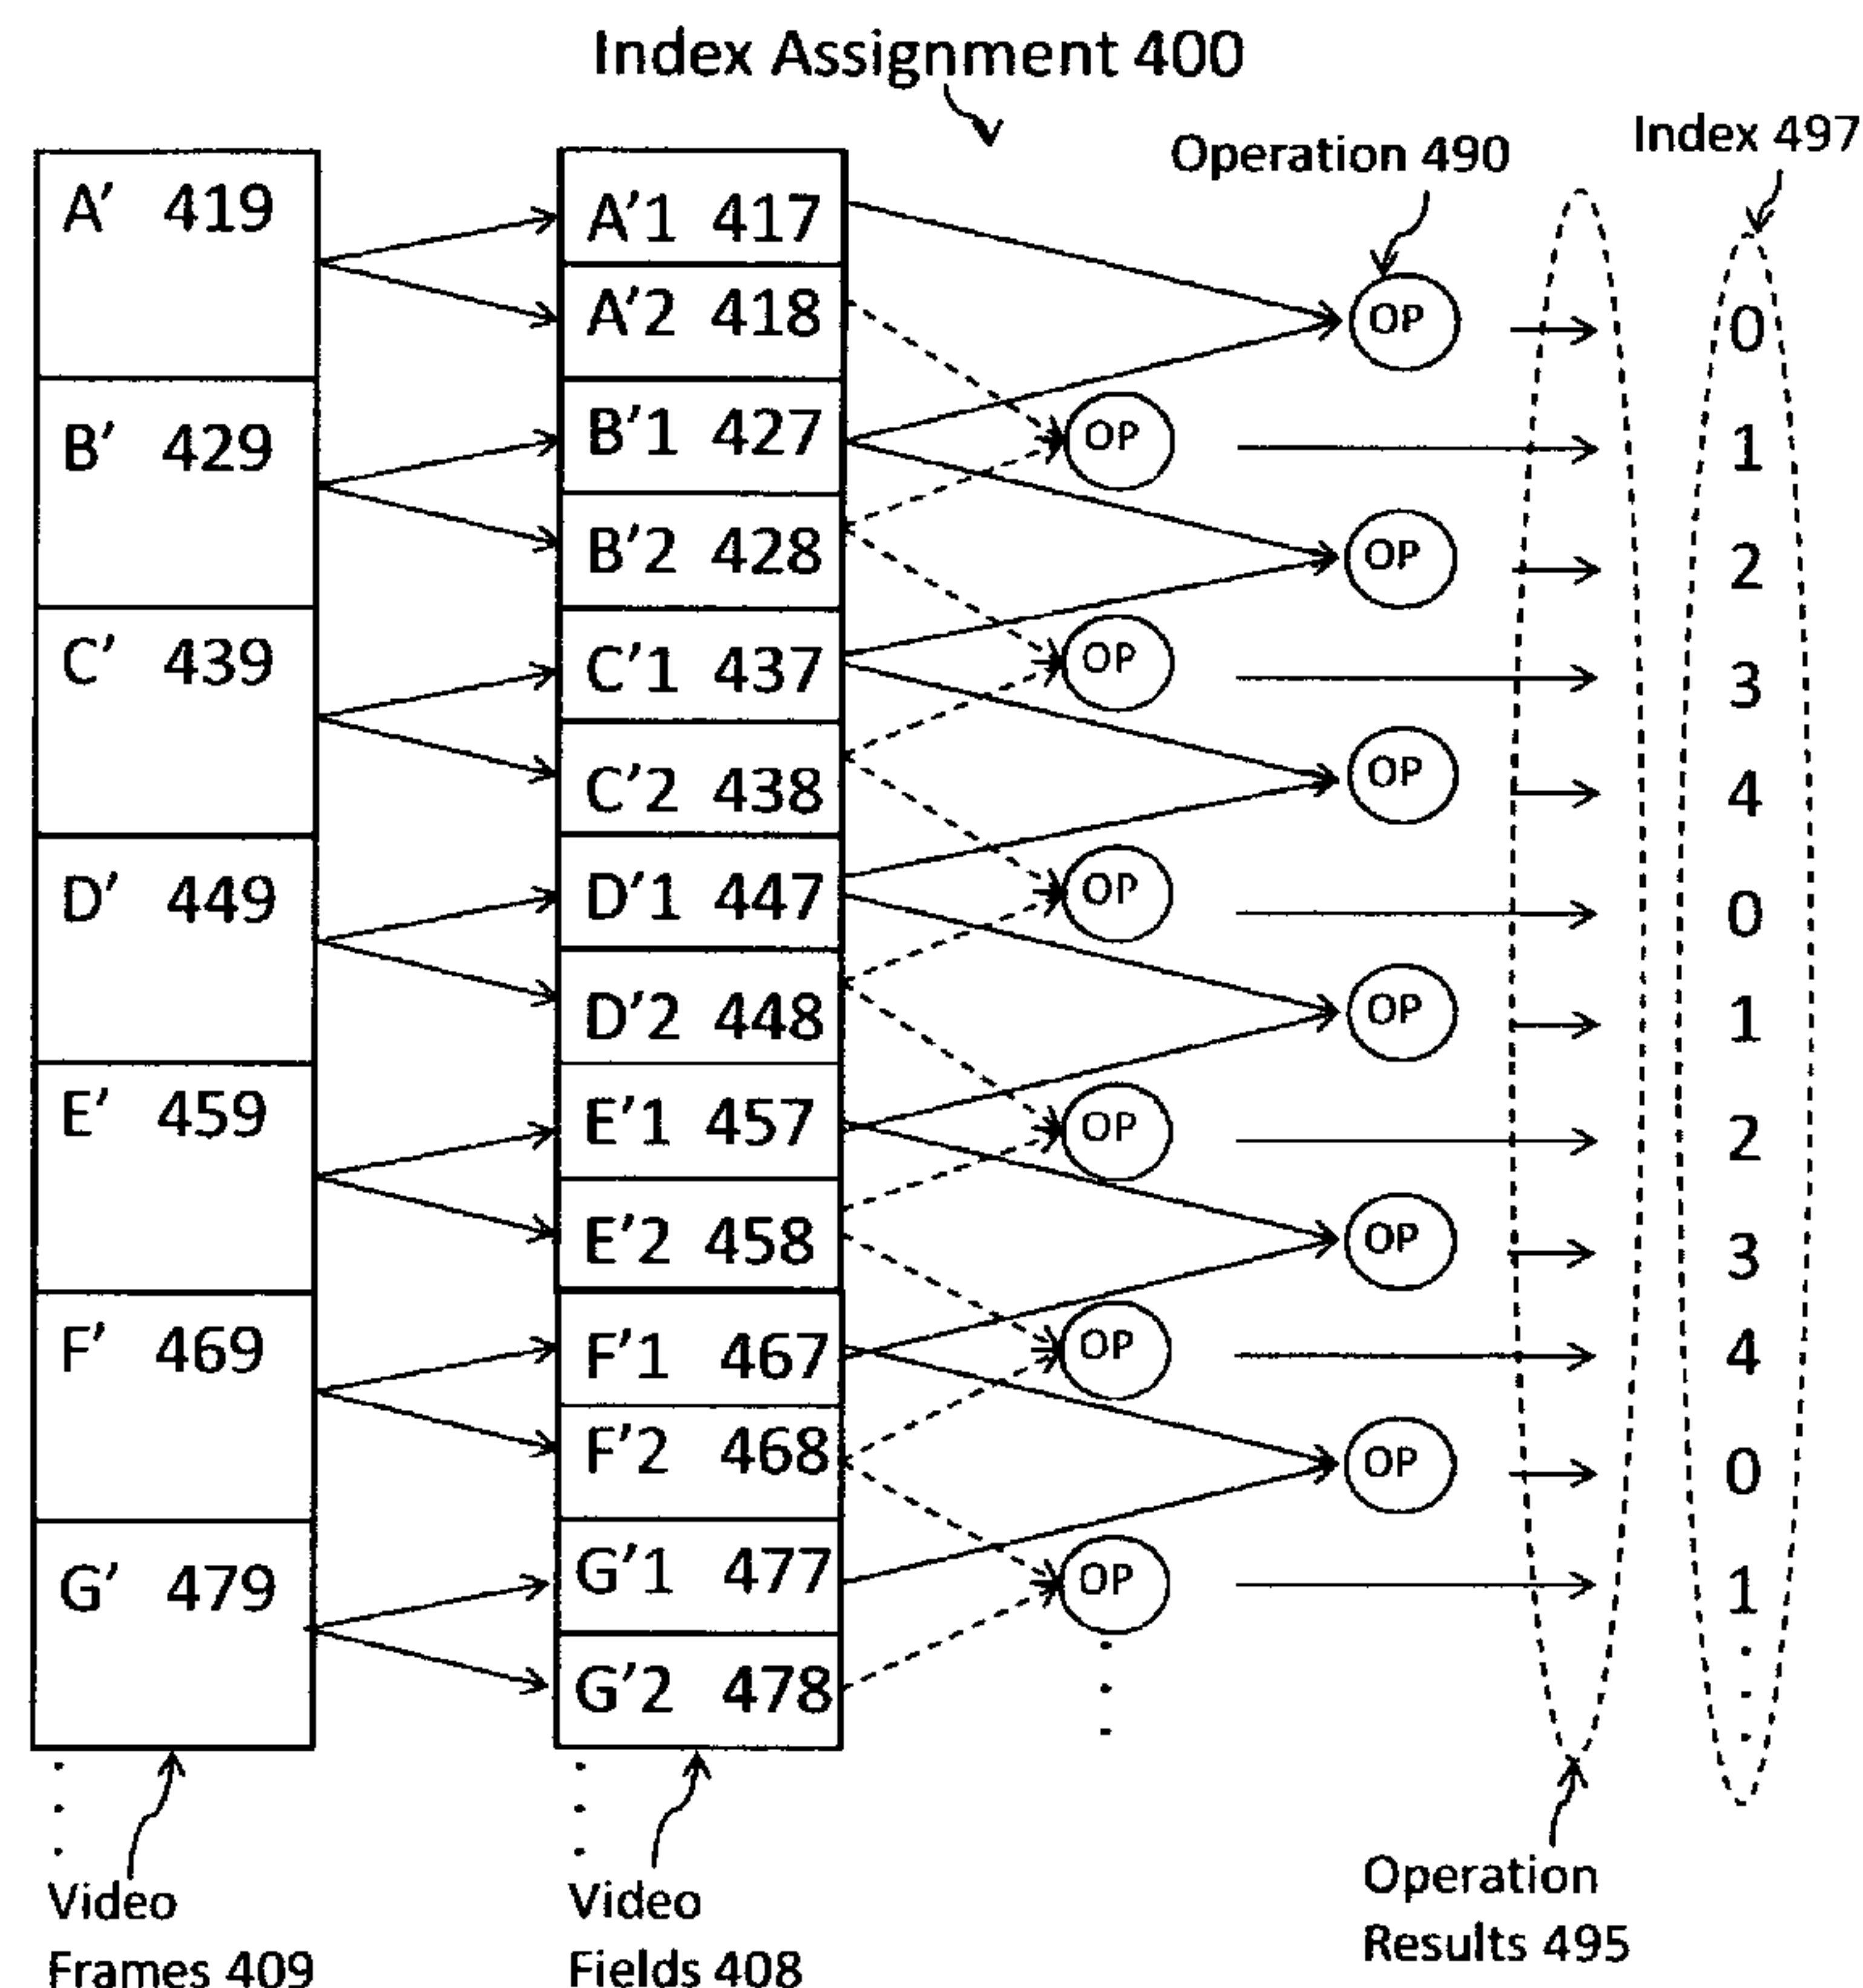 Index Assignment 400
Operation 490
Index 497
A' 419
B' 429
C' 439
D' 449
E' 459
F' 469
G' 479
A'1 417
A'2 418
B'1 427
B'2 428
C'1 437
C'2 438
D'1 447
D'2 448
E'1 457
E'2 458
F'1 467
F'2 468
G'1 477
G'2 478
OP
OP
OP
OP
OP
OP
OP
OP
OP
OP
OP
OP
0
1
2
3
4
0
1
2
3
4
0
1
Video
Frames 409
Video
Fields 408
Operation
Results 495